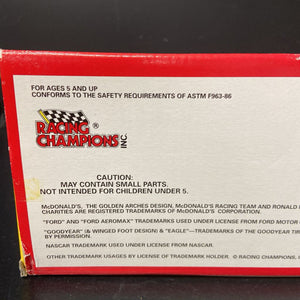 FOR AGES 5 AND UP
CONFORMS TO THE SAFETY REQUIREMENTS OF ASTM F963-86
RACING
CHAMPIONS INC.
CAUTION:
MAY CONTAIN SMALL PARTS.
NOT INTENDED FOR CHILDREN UNDER 5.
McDONALD'S, THE GOLDEN ARCHES DESIGN, McDONALD'S RACING TEAM AND RONALD
CHARITIES ARE REGISTERED TRADEMARKS OF McDONALD'S CORPORATION.
"FORD" AND "FORD AEROMAX" TRADEMARKS USED UNDER LICENSE FROM FORD MOTOR
"GOODYEAR" (& WINGED FOOT DESIGN) & "EAGLE"— TRADEMARKS OF THE GOODYEAR
BY PERMISSION.
NASCAR TRADEMARK USED UNDER LICENSE FROM NASCAR.
OTHER TRADEMARK USAGES BY LICENSE OF TRADEMARK HOLDER. © RACING CHAMPIONS,